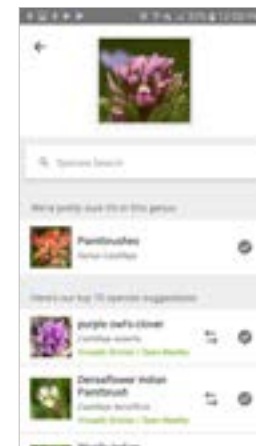 Species Search
We're pretty sure it's in this genus
Paintbrushes
Genus Castilleja
Here's our top 10 species suggestions
purple owl's-clover
Castilleja exserta
Visually Similar / Seen Nearby
Denseflower Indian
Paintbrush
Castilleja densiflora
Visually Similar / Seen Nearby